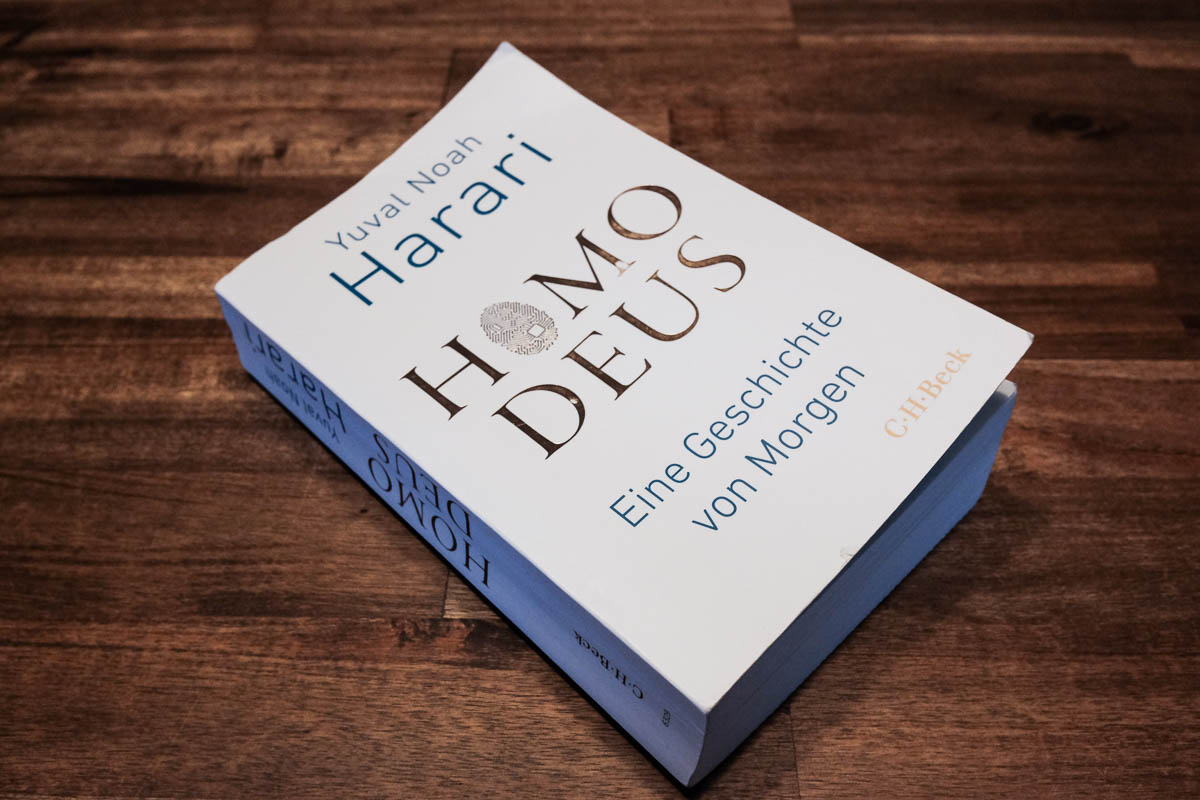 Yuval Noah
Harari
HOMO
DEUS
Eine Geschichte
von Morgen
C·H·Beck
Yuval Noah
Harari
HOMO
DEUS
C·H·Beck